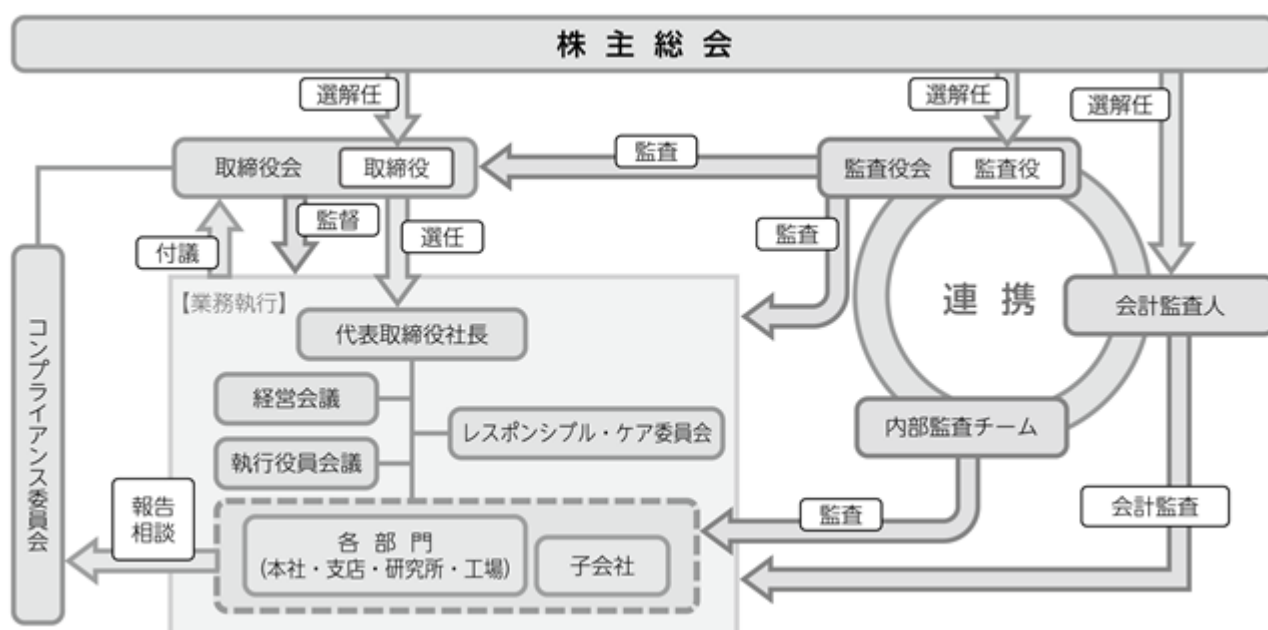 株主総会
選解任
選解任
選解任
取締役会
取締役
監査
監査役会
監査役
付議
監督
選任
監査
【業務執行】
代表取締役社長
連携
会計監査人
コンプライアンス委員会
経営会議
レスポンシブル・ケア委員会
内部監査チーム
執行役員会議
報告
相談
監査
会計監査
各部門
(本社・支店・研究所・工場)
子会社